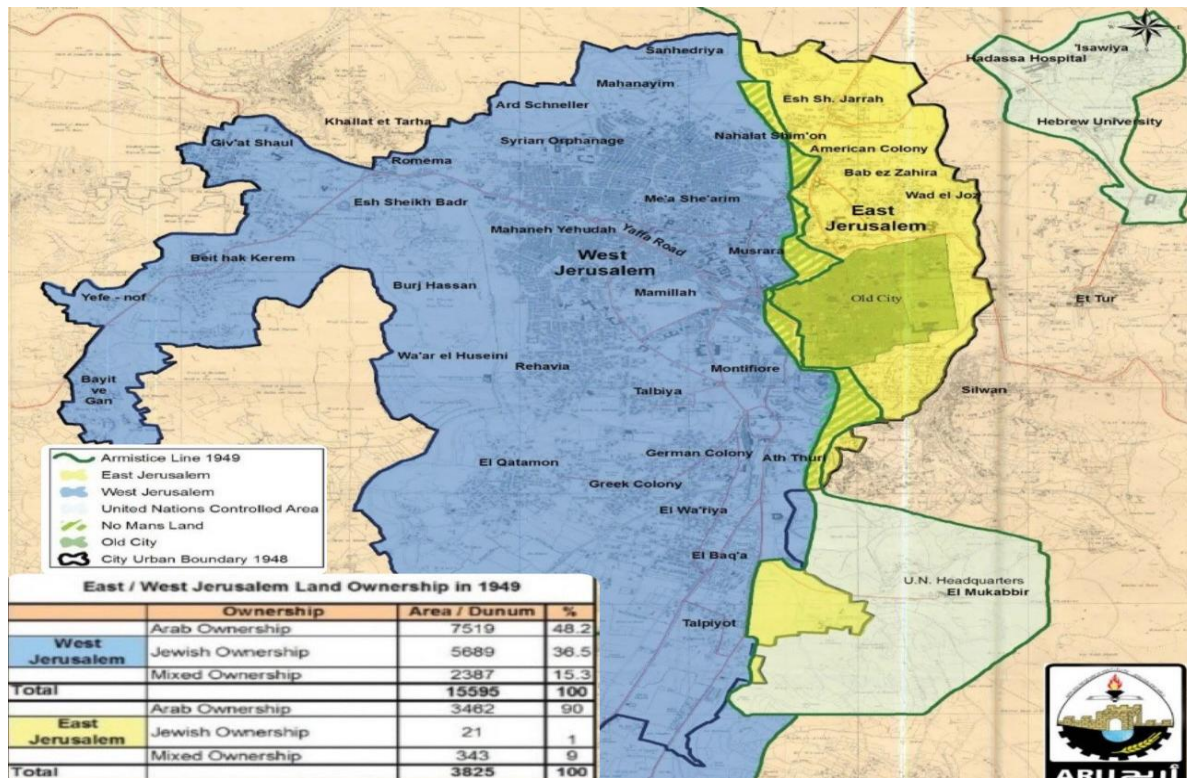 Sanhedriya
'Isawiya
Hadassa Hospital
Mahanayim
Esh Sh. Jarrah
Ard Schneller
Khallat et Tarha
Hebrew University
Giv'at Shaul
Syrian Orphanage
Nahalat Shim'on
American Colony
Romema
Bab ez Zahira
Wad el Joz
Esh Sheikh Badr
Me'a She'arim
East
Jerusalem
Mahaneh Yehudah
Yaffa Road
Musrara
West
Jerusalem
Beit hak Kerem
Burj Hassan
Mamillah
Old City
Yefe - nof
Et Tur
Wa'ar el Huseini
Rehavia
Montifiore
Bayit
ve
Gan
Talbiya
Silwan
El Qatamon
German Colony
Ath Thuri
Greek Colony
El Wa'riya
El Baq'a
U.N. Headquarters
El Mukabbir
Talpiyot
Armistice Line 1949
East Jerusalem
West Jerusalem
United Nations Controlled Area
No Mans Land
Old City
City Urban Boundary 1948
East / West Jerusalem Land Ownership in 1949
Ownership Area / Dunum %
West Jerusalem Arab Ownership 7519 48.2
Jewish Ownership 5689 36.5
Mixed Ownership 2387 15.3
Total 15595 100
East Jerusalem Arab Ownership 3462 90
Jewish Ownership 21 1
Mixed Ownership 343 9
Total 3825 100
ARIJ أريج